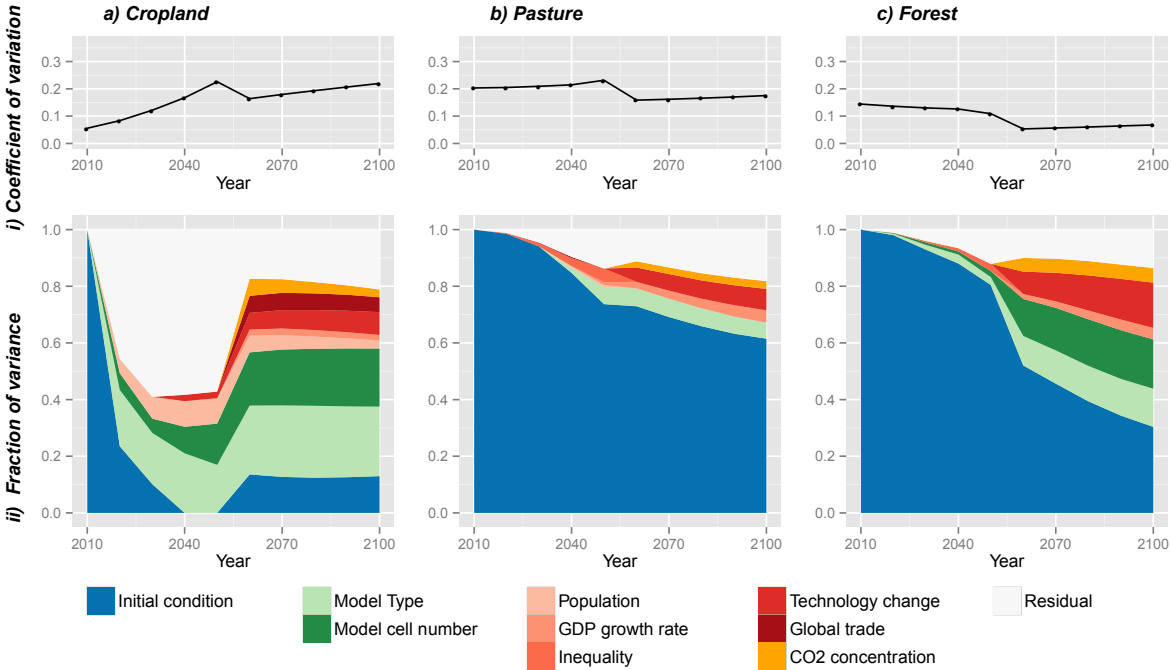 a) Cropland
b) Pasture
c) Forest
i) Coefficient of variation
0.3
0.2
0.1
0.0
2010
2040
2070
2100
Year
0.3
0.2
0.1
0.0
2010
2040
2070
2100
Year
0.3
0.2
0.1
0.0
2010
2040
2070
2100
Year
ii) Fraction of variance
1.0
0.8
0.6
0.4
0.2
0.0
2010
2040
2070
2100
Year
1.0
0.8
0.6
0.4
0.2
0.0
2010
2040
2070
2100
Year
1.0
0.8
0.6
0.4
0.2
0.0
2010
2040
2070
2100
Year
Initial condition
Model Type
Model cell number
Population
GDP growth rate
Inequality
Technology change
Global trade
CO2 concentration
Residual